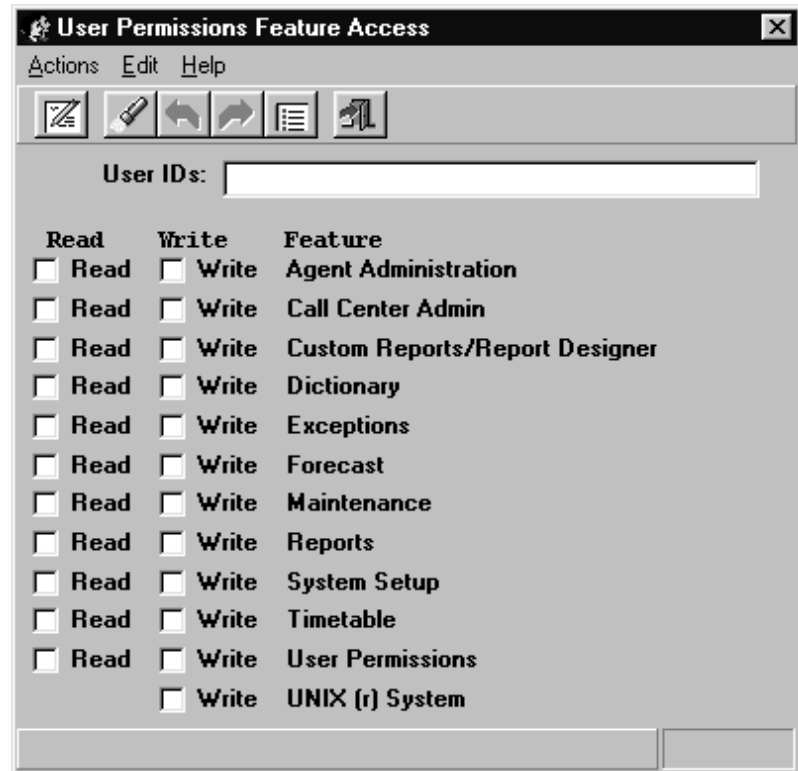 User Permissions Feature Access
Actions Edit Help
User IDs:
Read Write Feature
Read Write Agent Administration
Read Write Call Center Admin
Read Write Custom Reports/Report Designer
Read Write Dictionary
Read Write Exceptions
Read Write Forecast
Read Write Maintenance
Read Write Reports
Read Write System Setup
Read Write Timetable
Read Write User Permissions
Write UNIX (r) System